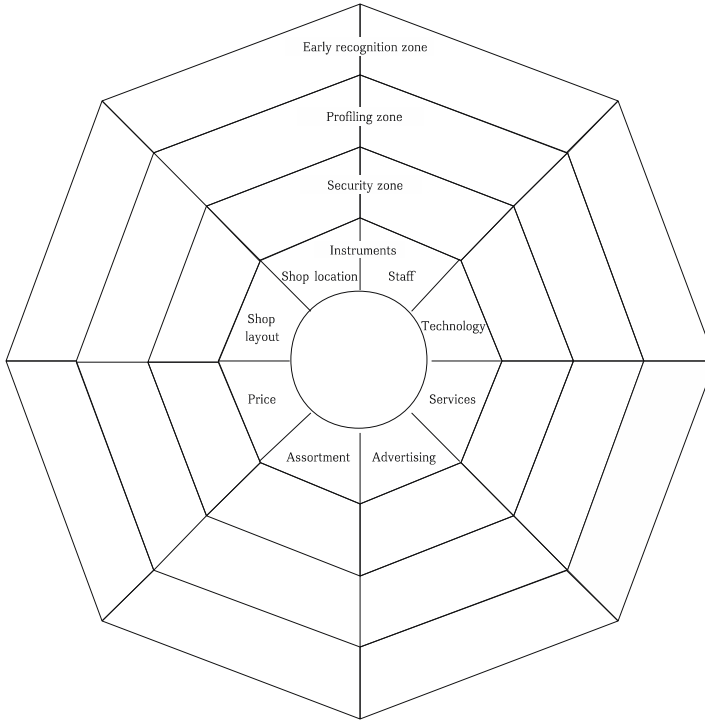 Early recognition zone
Profiling zone
Security zone
Instruments
Shop location
Staff
Shop
layout
Technology
Price
Services
Assortment
Advertising